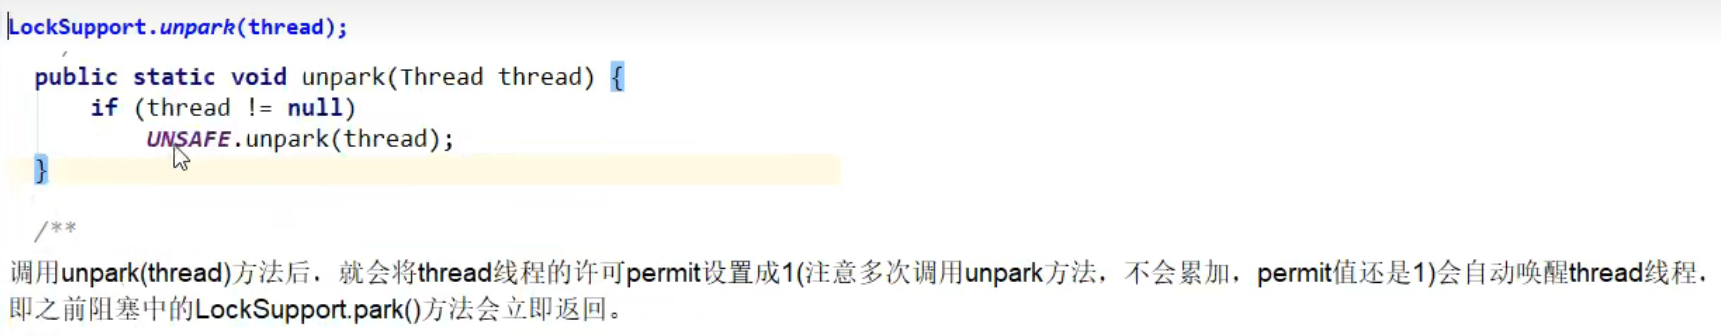 LockSupport.unpark(thread);
public static void unpark(Thread thread) {
if (thread != null)
UNSAFE.unpark(thread);
}
/**
调用unpark(thread)方法后，就会将thread线程的许可permit设置成1(注意多次调用unpark方法，不会累加，permit值还是1)会自动唤醒thread线程，
即之前阻塞中的LockSupport.park()方法会立即返回。